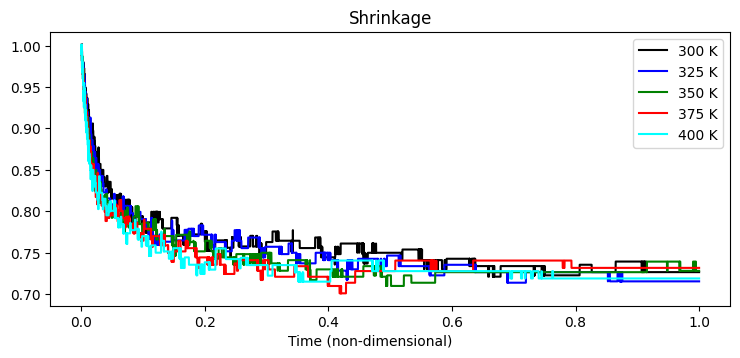 Shrinkage
1.00
0.95
0.90
0.85
0.80
0.75
0.70
300 K
325 K
350 K
375 K
400 K
0.0 0.2 0.4 0.6 0.8 1.0
Time (non-dimensional)